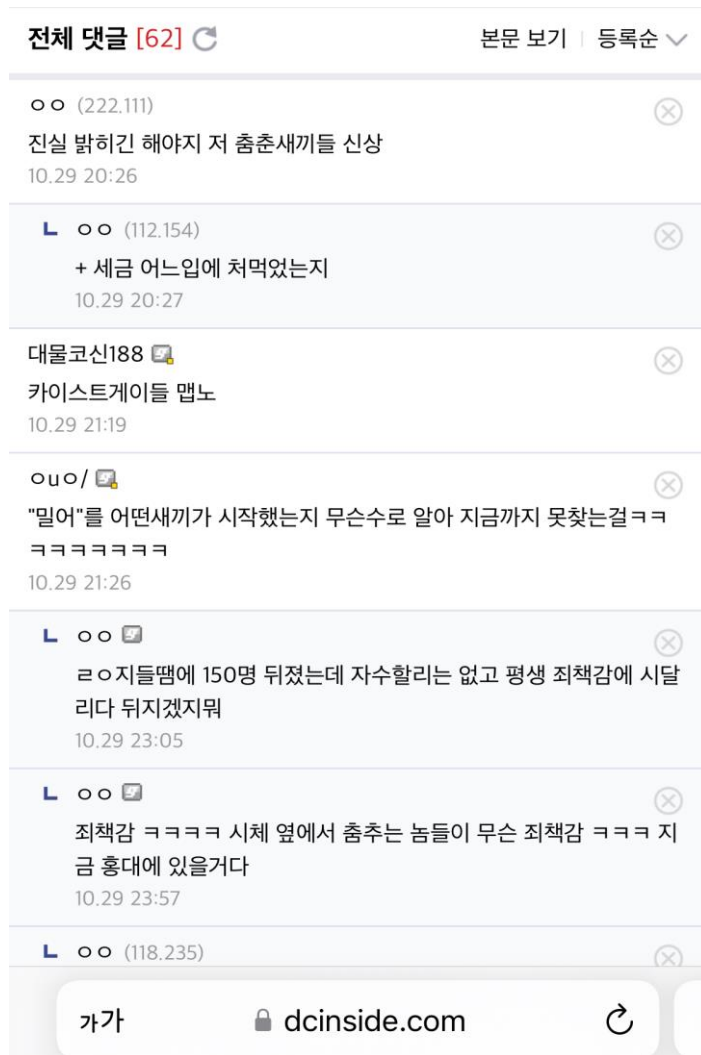 전체 댓글 [62] 본문 보기 등록순
ㅇㅇ (222.111)
진실 밝히긴 해야지 저 춤춘새끼들 신상
10.29 20:26
ㄴ ㅇㅇ (112.154)
+ 세금 어느입에 처먹었는지
10.29 20:27
대물코신188
카이스트게이들 맵노
10.29 21:19
ㅇuㅇ/
"밀어"를 어떤새끼가 시작했는지 무슨수로 알아 지금까지 못찾는걸ㅋㅋ
ㅋㅋㅋㅋㅋㅋㅋ
10.29 21:26
ㄴ ㅇㅇ
ㄹㅇ지들땜에 150명 뒤졌는데 자수할리는 없고 평생 죄책감에 시달
리다 뒤지겠지뭐
10.29 23:05
ㄴ ㅇㅇ
죄책감 ㅋㅋㅋㅋ 시체 옆에서 춤추는 놈들이 무슨 죄책감 ㅋㅋㅋ 지
금 홍대에 있을거다
10.29 23:57
ㄴ ㅇㅇ (118.235)
가가 dcinside.com